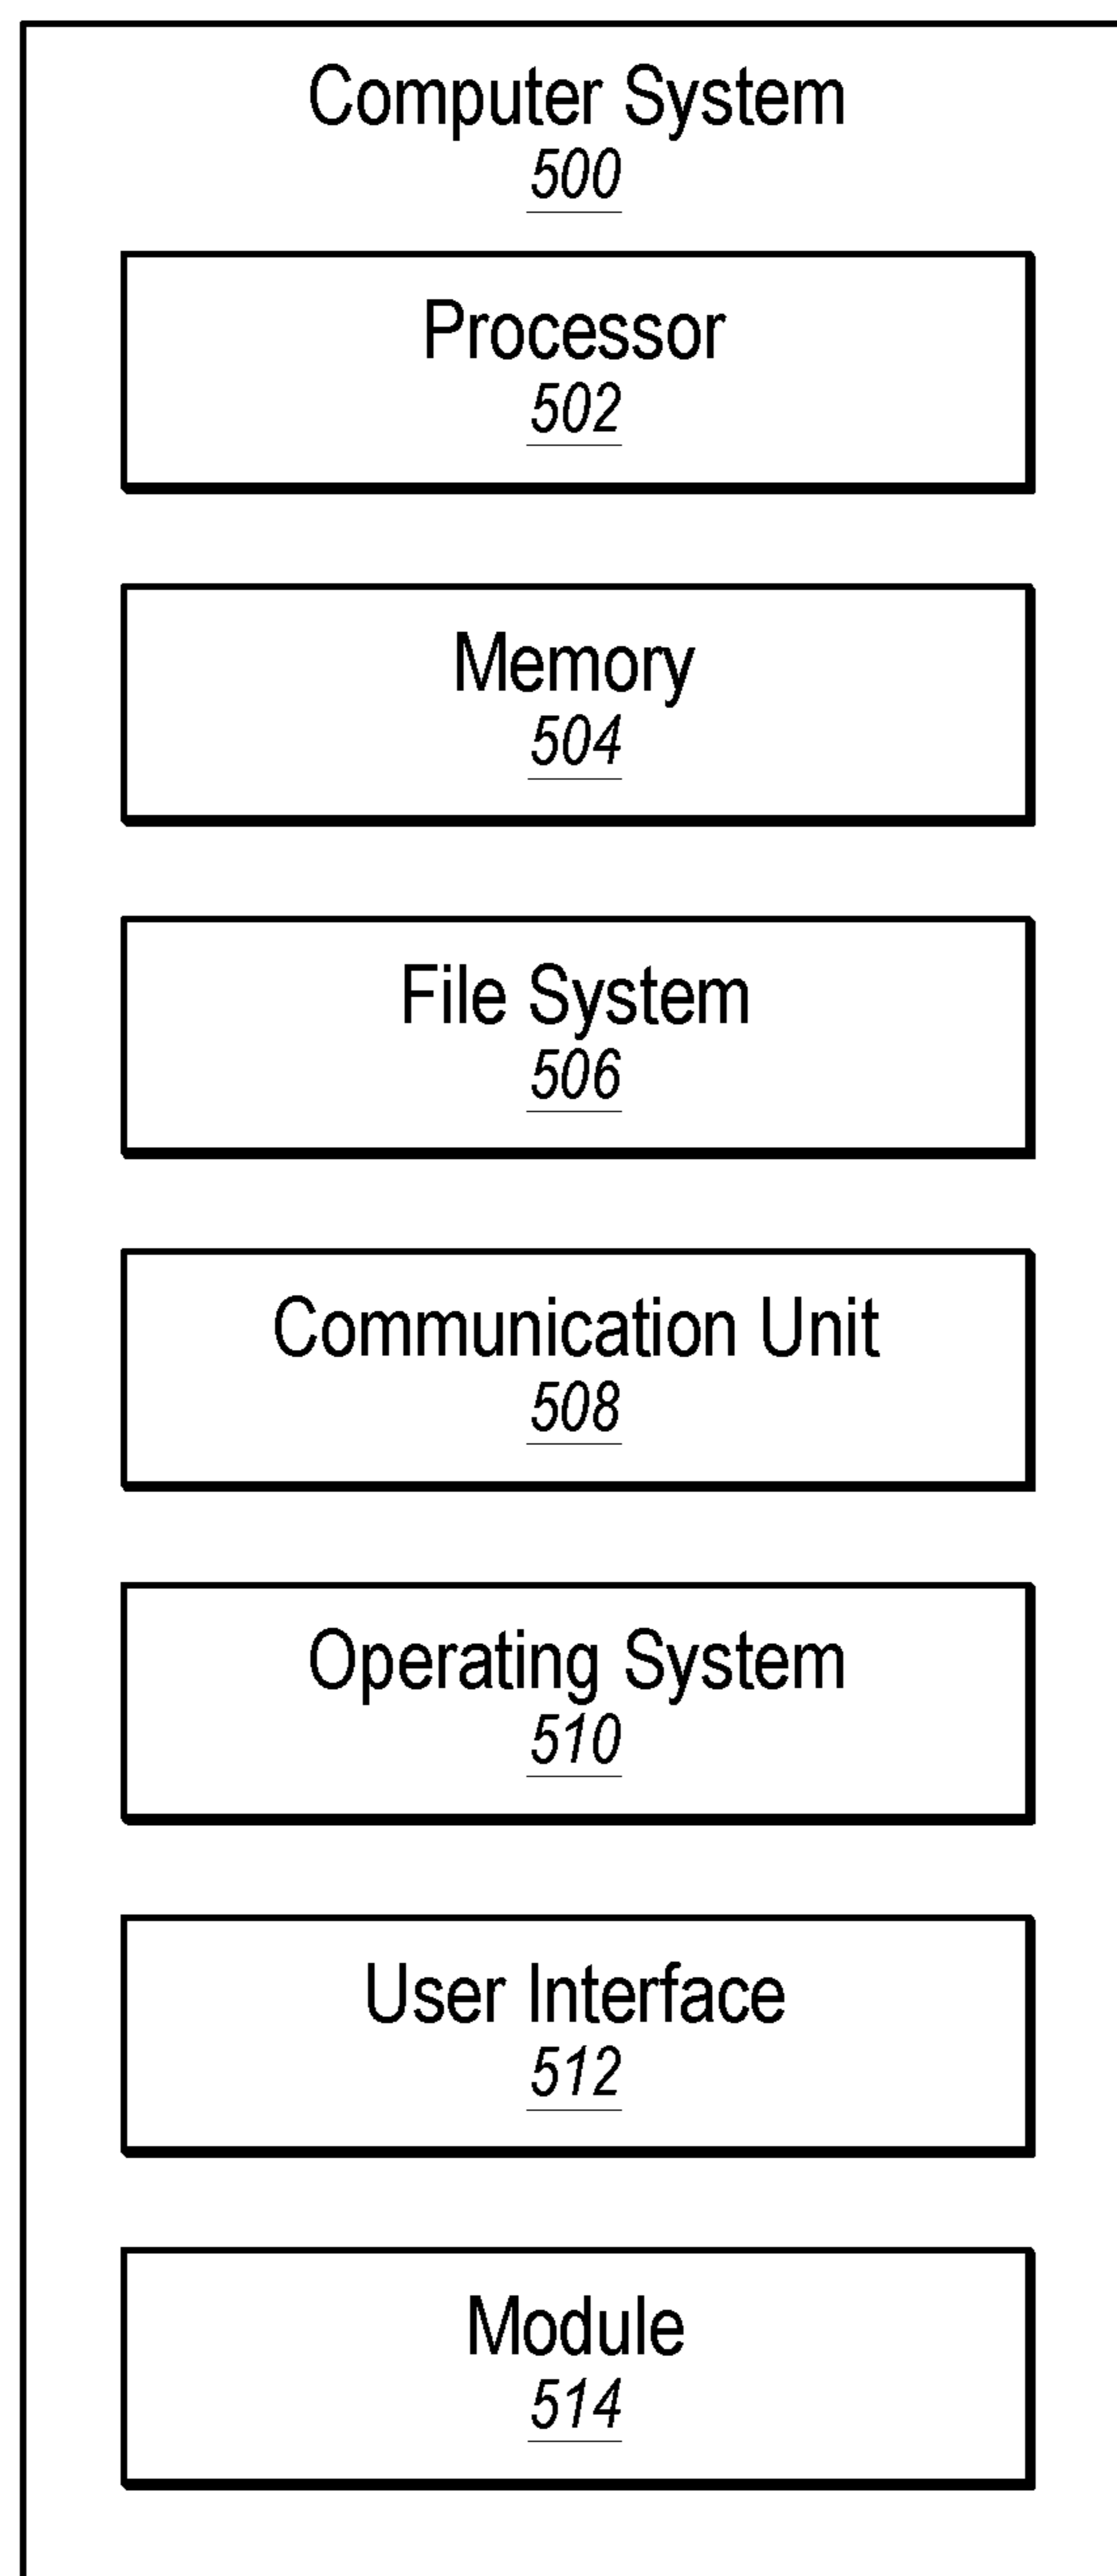 Computer System
500
Processor
502
Memory
504
File System
506
Communication Unit
508
Operating System
510
User Interface
512
Module
514